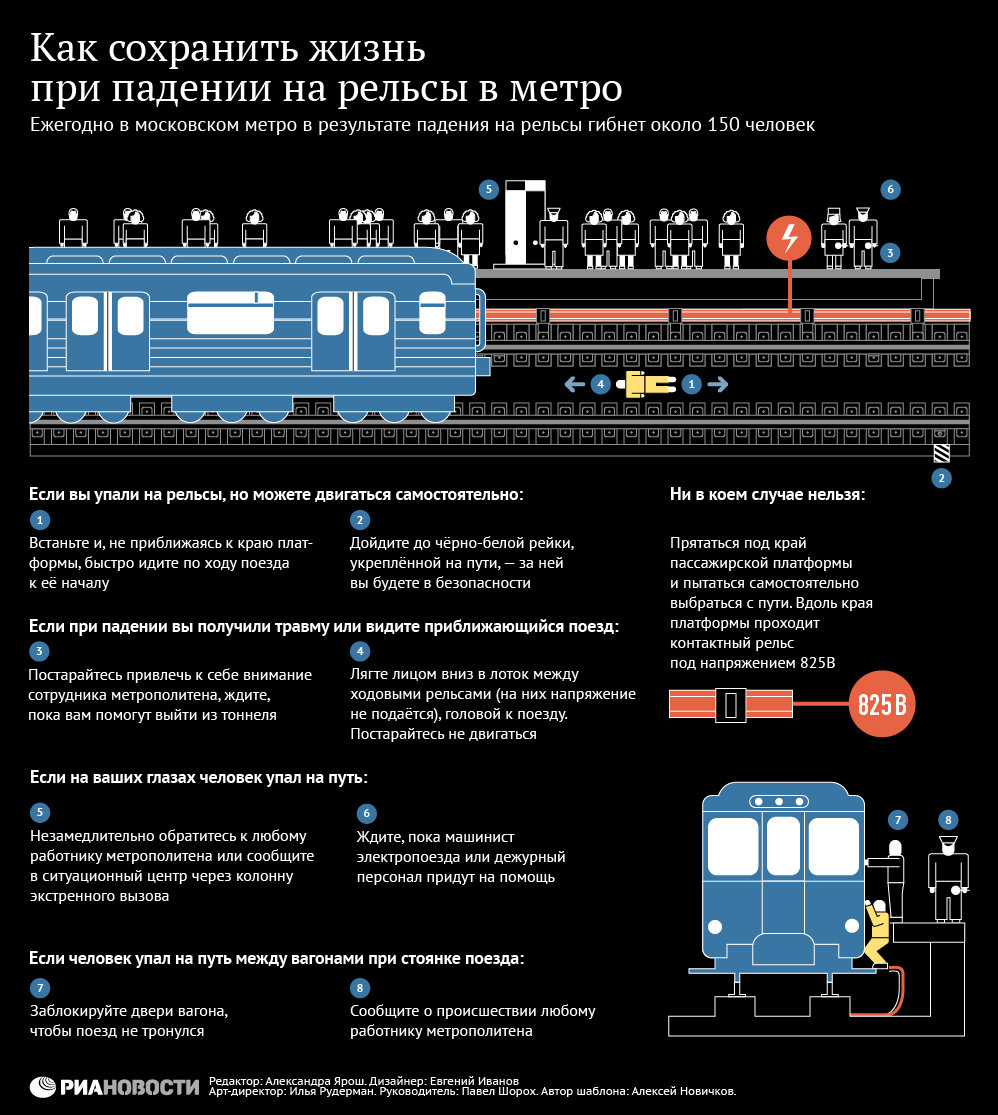 Как сохранить жизнь
при падении на рельсы в метро
Ежегодно в московском метро в результате падения на рельсы гибнет около 150 человек
5
6
3
4
1
2
Если вы упали на рельсы, но можете двигаться самостоятельно:
1
Встаньте и, не приближаясь к краю плат-
формы, быстро идите по ходу поезда
к её началу
2
Дойдите до чёрно-белой рейки,
укреплённой на пути, — за ней
вы будете в безопасности
Если при падении вы получили травму или видите приближающийся поезд:
3
Постарайтесь привлечь к себе внимание
сотрудника метрополитена, ждите,
пока вам помогут выйти из тоннеля
4
Лягте лицом вниз в лоток между
ходовыми рельсами (на них напряжение
не подаётся), головой к поезду.
Постарайтесь не двигаться
Ни в коем случае нельзя:
Прятаться под край
пассажирской платформы
и пытаться самостоятельно
выбраться с пути. Вдоль края
платформы проходит
контактный рельс
под напряжением 825В
825 В
Если на ваших глазах человек упал на путь:
5
Незамедлительно обратитесь к любому
работнику метрополитена или сообщите
в ситуационный центр через колонну
экстренного вызова
6
Ждите, пока машинист
электропоезда или дежурный
персонал придут на помощь
7
8
Если человек упал на путь между вагонами при стоянке поезда:
7
Заблокируйте двери вагона,
чтобы поезд не тронулся
8
Сообщите о происшествии любому
работнику метрополитена
РИАНОВОСТИ
Редактор: Александра Ярош. Дизайнер: Евгений Иванов
Арт-директор: Илья Рудерман. Руководитель: Павел Шорох. Автор шаблона: Алексей Новичков.